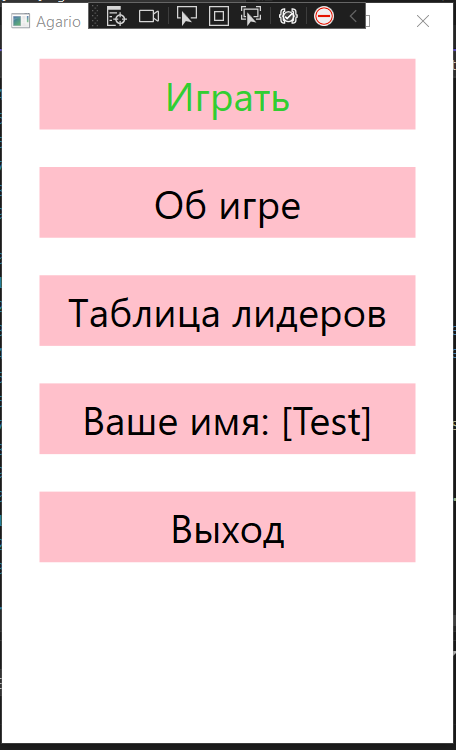 Agario
Играть
Об игре
Таблица лидеров
Ваше имя: [Test]
Выход